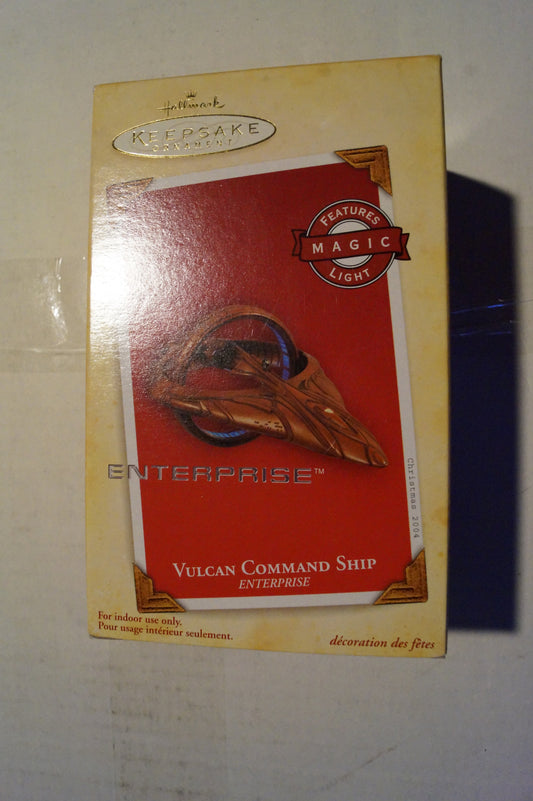 Hallmark
KEEPSAKE
ORNAMENT
FEATURES
MAGIC
LIGHT
ENTERPRISE™
Christmas 2004
VULCAN COMMAND SHIP
ENTERPRISE
For indoor use only.
Pour usage intérieur seulement.
décoration des fêtes